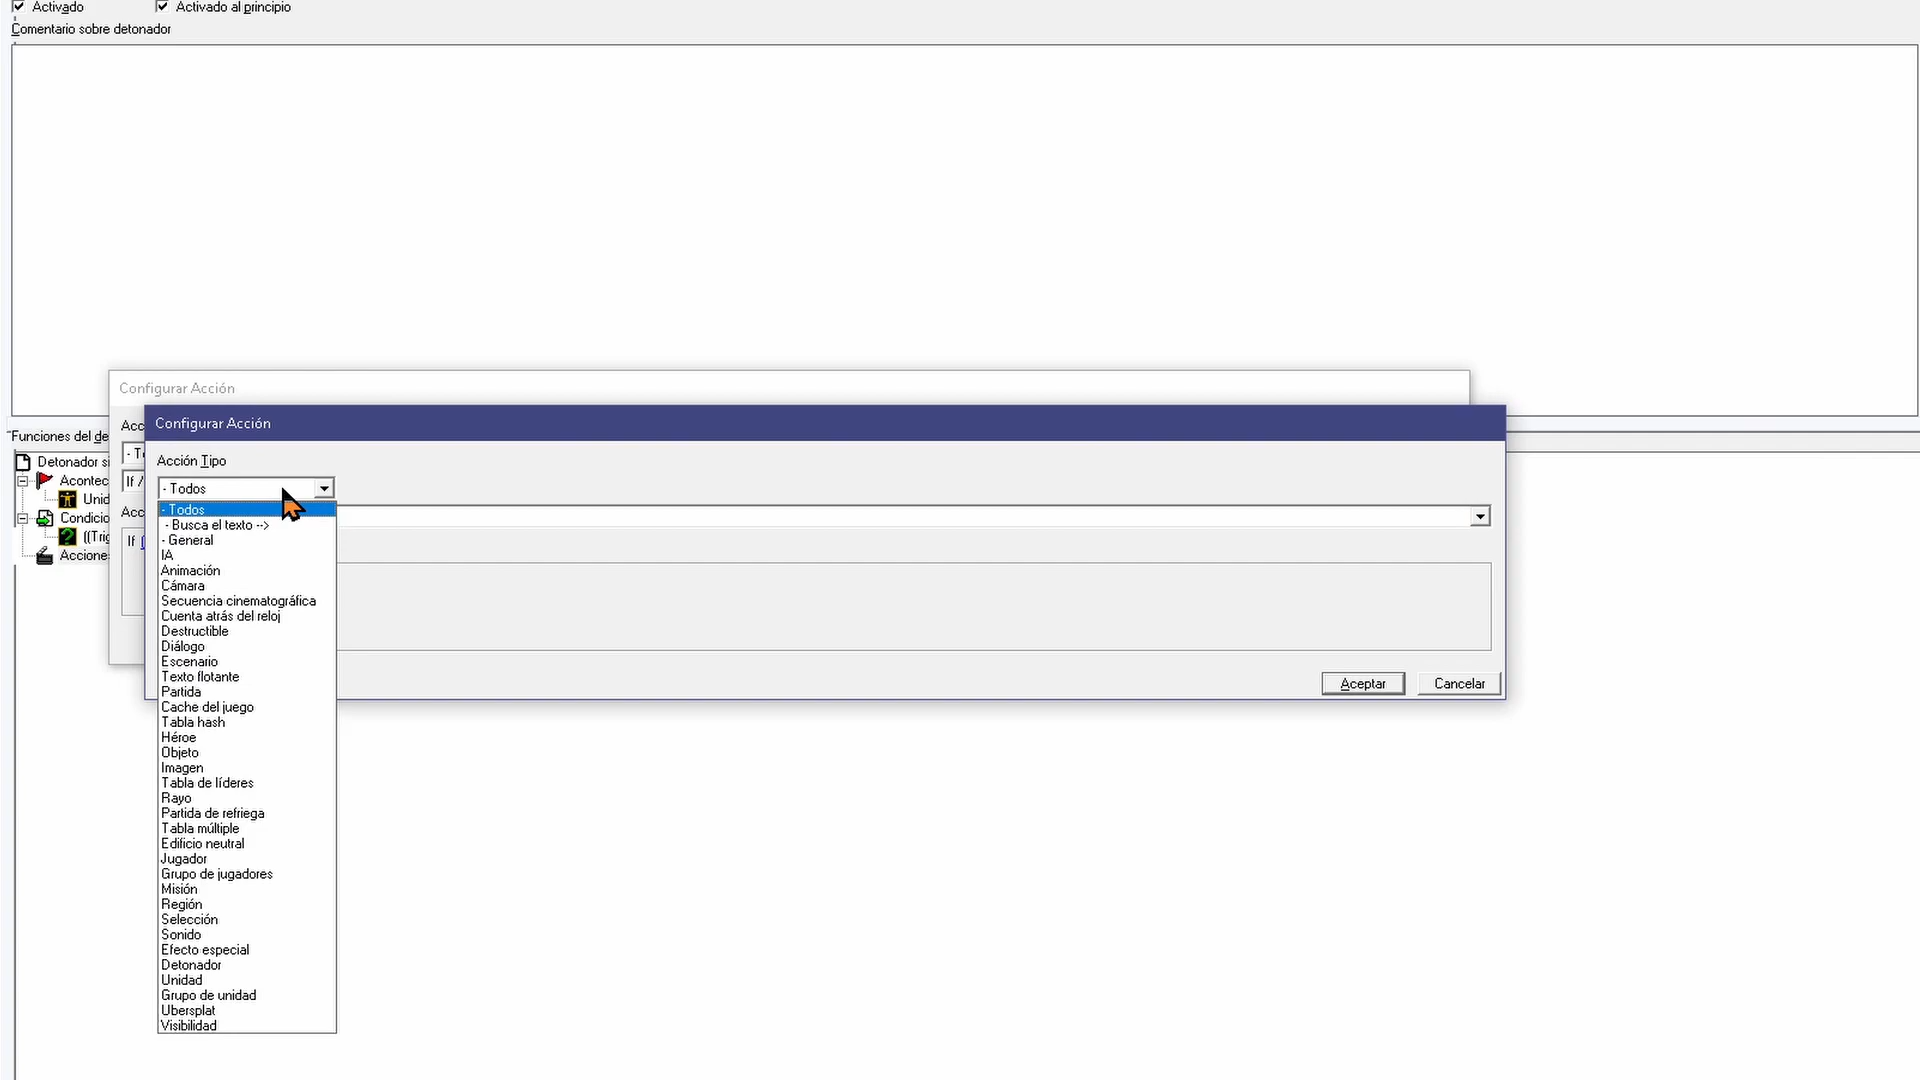 Activado
Activado al principio
Comentario sobre detonador
Configurar Acción
Configurar Acción
Funciones del de
Detonador si
Acontec
Unid
Condicio
((Trig
Acciones
Acc
- To
If /
Acc
If (
Acción Tipo
- Todos
- Todos
- Busca el texto -->
- General
IA
Animación
Cámara
Secuencia cinematográfica
Cuenta atrás del reloj
Destructible
Diálogo
Escenario
Texto flotante
Partida
Cache del juego
Tabla hash
Héroe
Objeto
Imagen
Tabla de líderes
Rayo
Partida de refriega
Tabla múltiple
Edificio neutral
Jugador
Grupo de jugadores
Misión
Región
Selección
Sonido
Efecto especial
Detonador
Unidad
Grupo de unidad
Ubersplat
Visibilidad
Aceptar
Cancelar